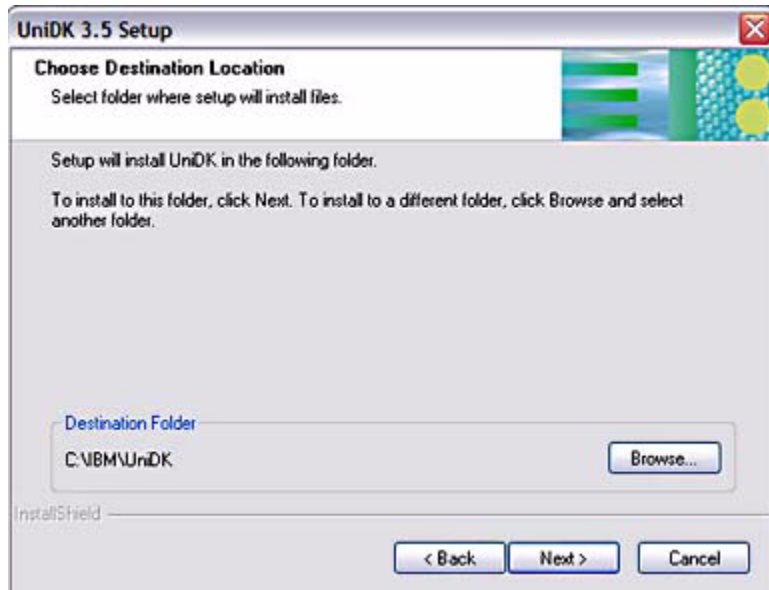 UniDK 3.5 Setup
Choose Destination Location
Select folder where setup will install files.
Setup will install UniDK in the following folder.
To install to this folder, click Next. To install to a different folder, click Browse and select
another folder.
Destination Folder
C:\IBM\UniDK
Browse...
InstallShield
< Back
Next >
Cancel